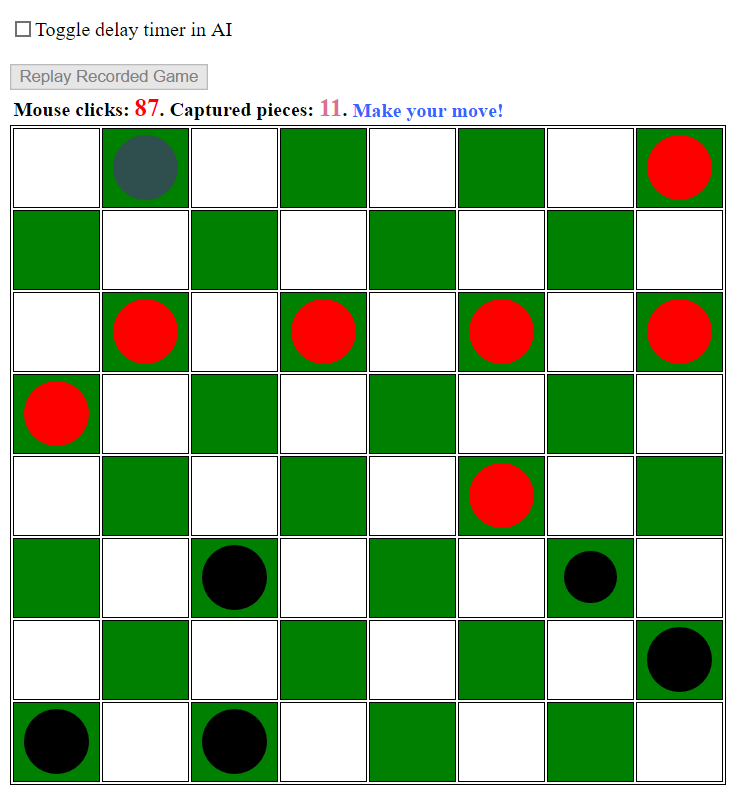 Toggle delay timer in AI
Replay Recorded Game
Mouse clicks: 87. Captured pieces: 11. Make your move!